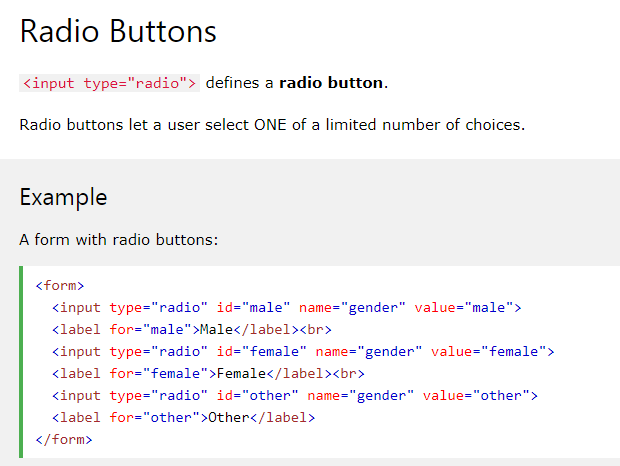 Radio Buttons
<input type="radio"> defines a radio button.
Radio buttons let a user select ONE of a limited number of choices.
Example
A form with radio buttons:
<form>
  <input type="radio" id="male" name="gender" value="male">
  <label for="male">Male</label><br>
  <input type="radio" id="female" name="gender" value="female">
  <label for="female">Female</label><br>
  <input type="radio" id="other" name="gender" value="other">
  <label for="other">Other</label>
</form>